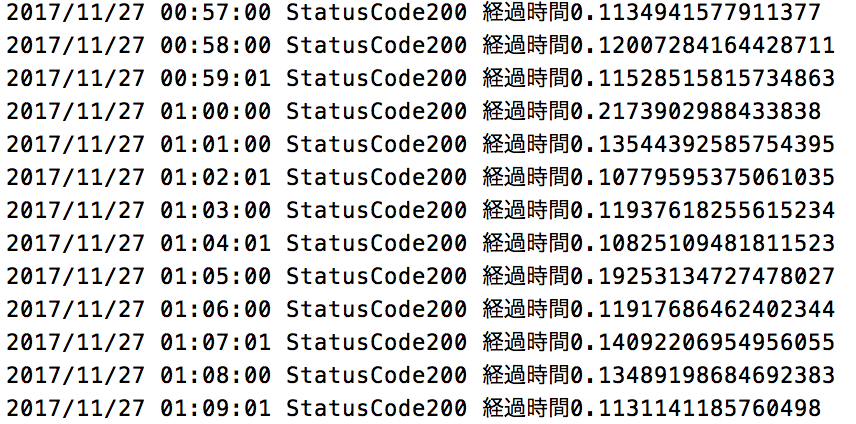 2017/11/27 00:57:00 StatusCode200 経過時間0.1134941577911377
2017/11/27 00:58:00 StatusCode200 経過時間0.12007284164428711
2017/11/27 00:59:01 StatusCode200 経過時間0.11528515815734863
2017/11/27 01:00:00 StatusCode200 経過時間0.2173902988433838
2017/11/27 01:01:00 StatusCode200 経過時間0.13544392585754395
2017/11/27 01:02:01 StatusCode200 経過時間0.10779595375061035
2017/11/27 01:03:00 StatusCode200 経過時間0.11937618255615234
2017/11/27 01:04:01 StatusCode200 経過時間0.10825109481811523
2017/11/27 01:05:00 StatusCode200 経過時間0.19253134727478027
2017/11/27 01:06:00 StatusCode200 経過時間0.11917686462402344
2017/11/27 01:07:01 StatusCode200 経過時間0.14092206954956055
2017/11/27 01:08:00 StatusCode200 経過時間0.13489198684692383
2017/11/27 01:09:01 StatusCode200 経過時間0.1131141185760498